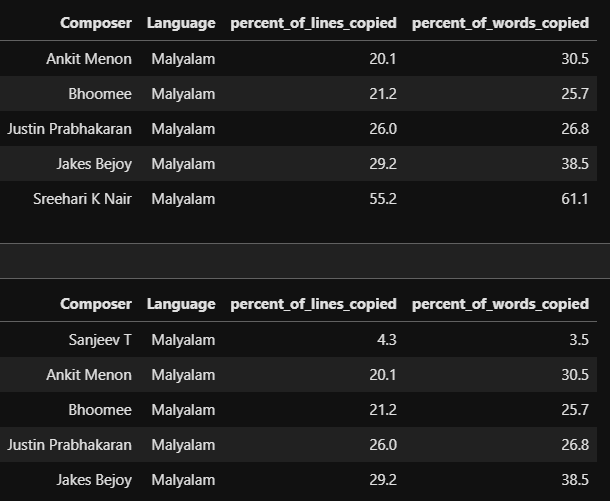 Composer Language percent_of_lines_copied percent_of_words_copied
Ankit Menon Malyalam 20.1 30.5
Bhoomee Malyalam 21.2 25.7
Justin Prabhakaran Malyalam 26.0 26.8
Jakes Bejoy Malyalam 29.2 38.5
Sreehari K Nair Malyalam 55.2 61.1
Composer Language percent_of_lines_copied percent_of_words_copied
Sanjeev T Malyalam 4.3 3.5
Ankit Menon Malyalam 20.1 30.5
Bhoomee Malyalam 21.2 25.7
Justin Prabhakaran Malyalam 26.0 26.8
Jakes Bejoy Malyalam 29.2 38.5